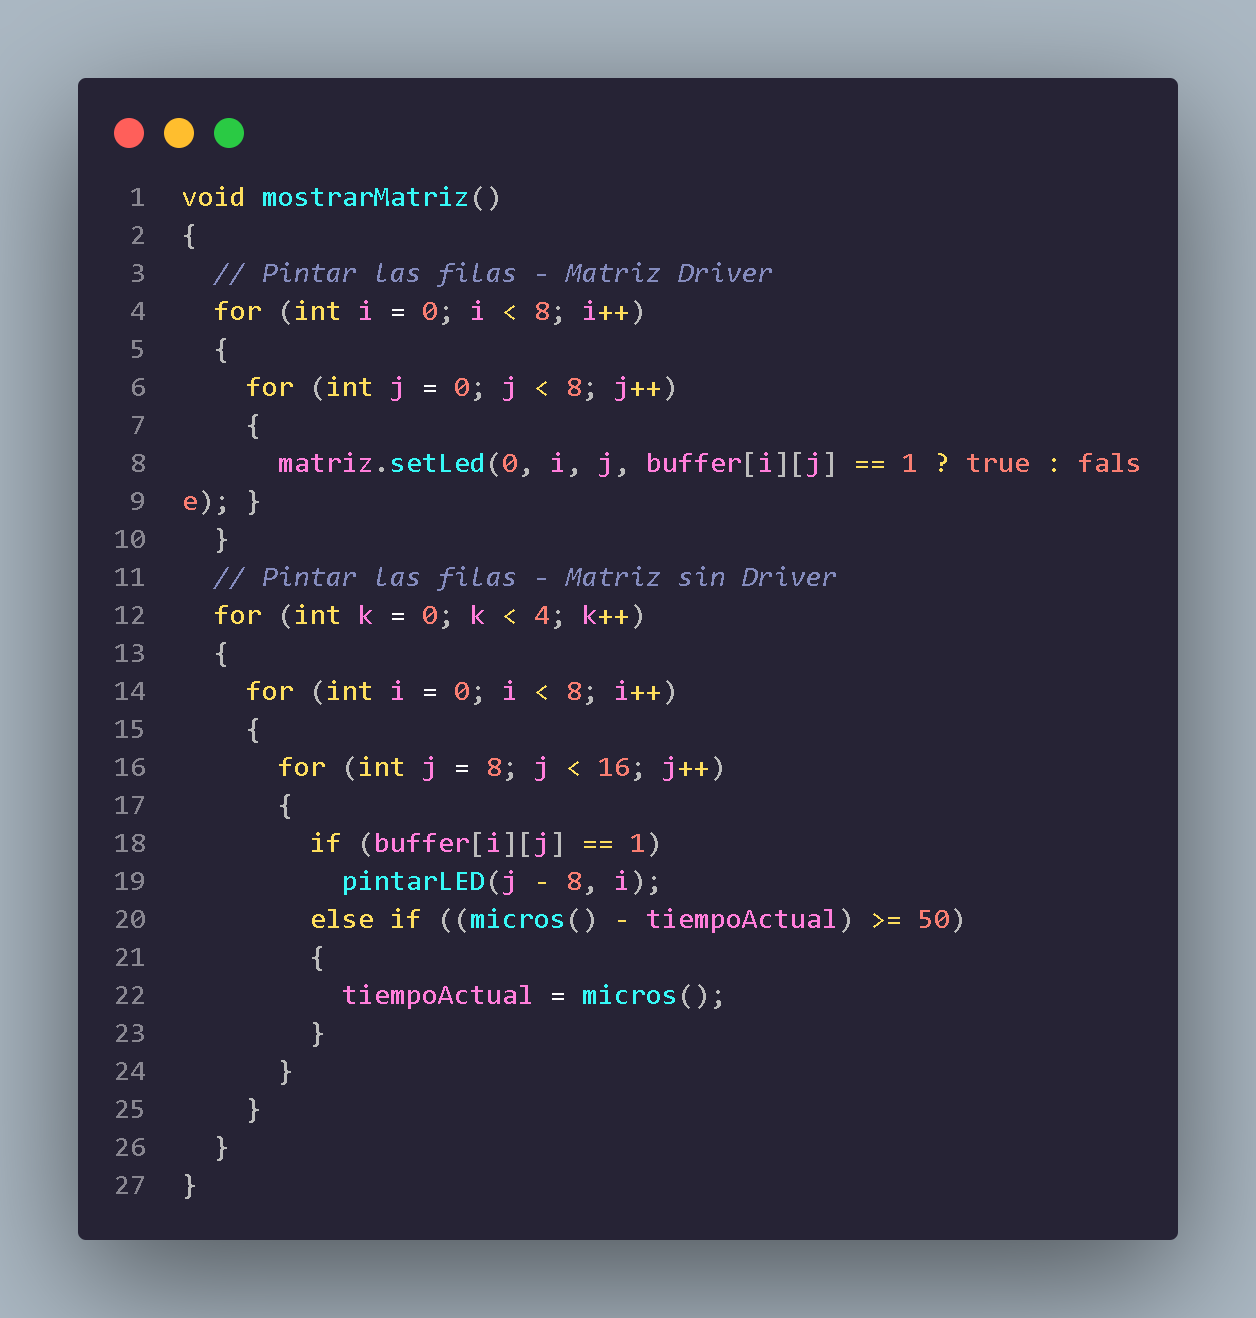 1 void mostrarMatriz()
2 {
3   // Pintar las filas - Matriz Driver
4   for (int i = 0; i < 8; i++)
5   {
6     for (int j = 0; j < 8; j++)
7     {
8       matriz.setLed(0, i, j, buffer[i][j] == 1 ? true : fals
9 e); }
10   }
11   // Pintar las filas - Matriz sin Driver
12   for (int k = 0; k < 4; k++)
13   {
14     for (int i = 0; i < 8; i++)
15     {
16       for (int j = 8; j < 16; j++)
17       {
18         if (buffer[i][j] == 1)
19           pintarLED(j - 8, i);
20         else if ((micros() - tiempoActual) >= 50)
21         {
22           tiempoActual = micros();
23         }
24       }
25     }
26   }
27 }